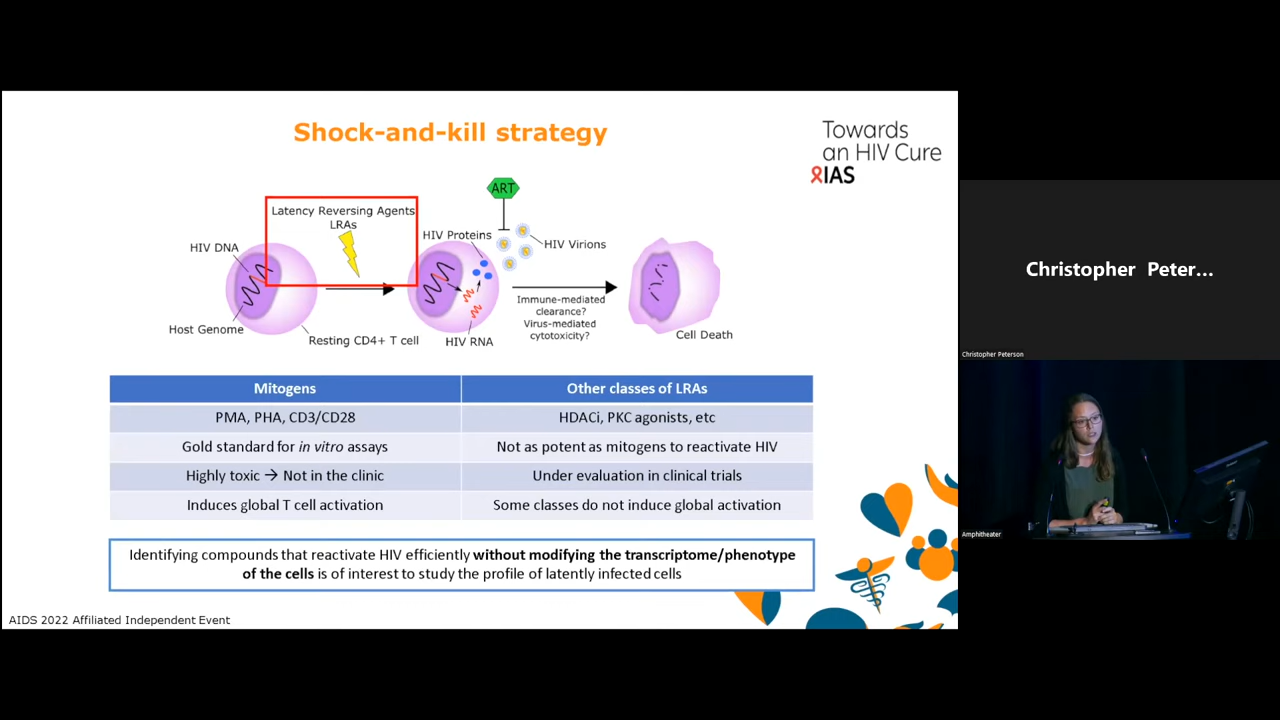 Shock-and-kill strategy
Towards
an HIV Cure
IAS
ART
Latency Reversing Agents
LRAs
HIV DNA
HIV Proteins
HIV Virions
Immune-mediated
clearance?
Virus-mediated
cytotoxicity?
Host Genome
Resting CD4+ T cell
HIV RNA
Cell Death
Mitogens
Other classes of LRAs
PMA, PHA, CD3/CD28
HDACi, PKC agonists, etc
Gold standard for in vitro assays
Not as potent as mitogens to reactivate HIV
Highly toxic → Not in the clinic
Under evaluation in clinical trials
Induces global T cell activation
Some classes do not induce global activation
Identifying compounds that reactivate HIV efficiently without modifying the transcriptome/phenotype
of the cells is of interest to study the profile of latently infected cells
AIDS 2022 Affiliated Independent Event
Christopher Peter...
Christopher Peterson
Amphitheater